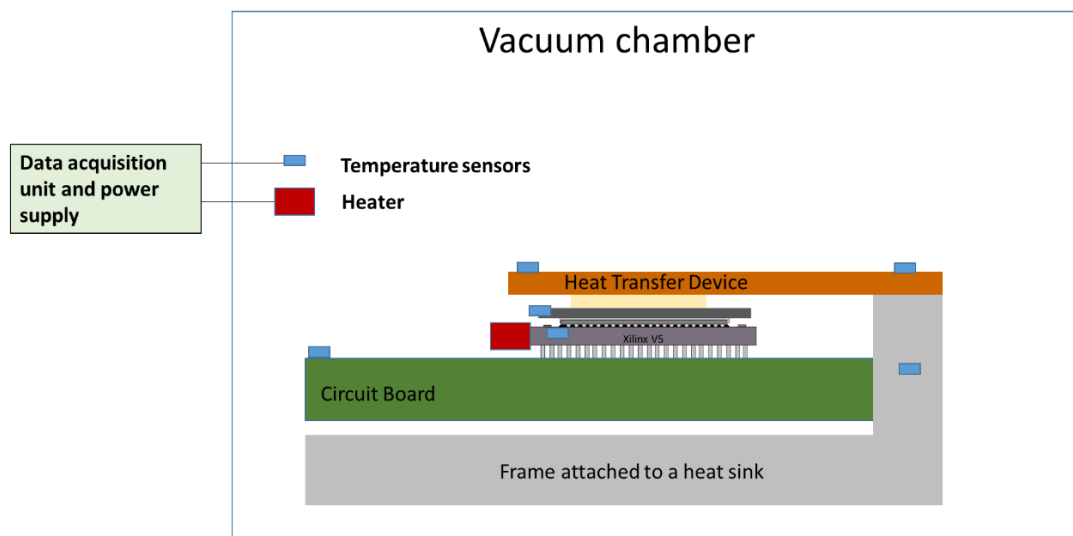 Vacuum chamber
Data acquisition
unit and power
supply
Temperature sensors
Heater
Heat Transfer Device
Xilinx V5
Circuit Board
Frame attached to a heat sink